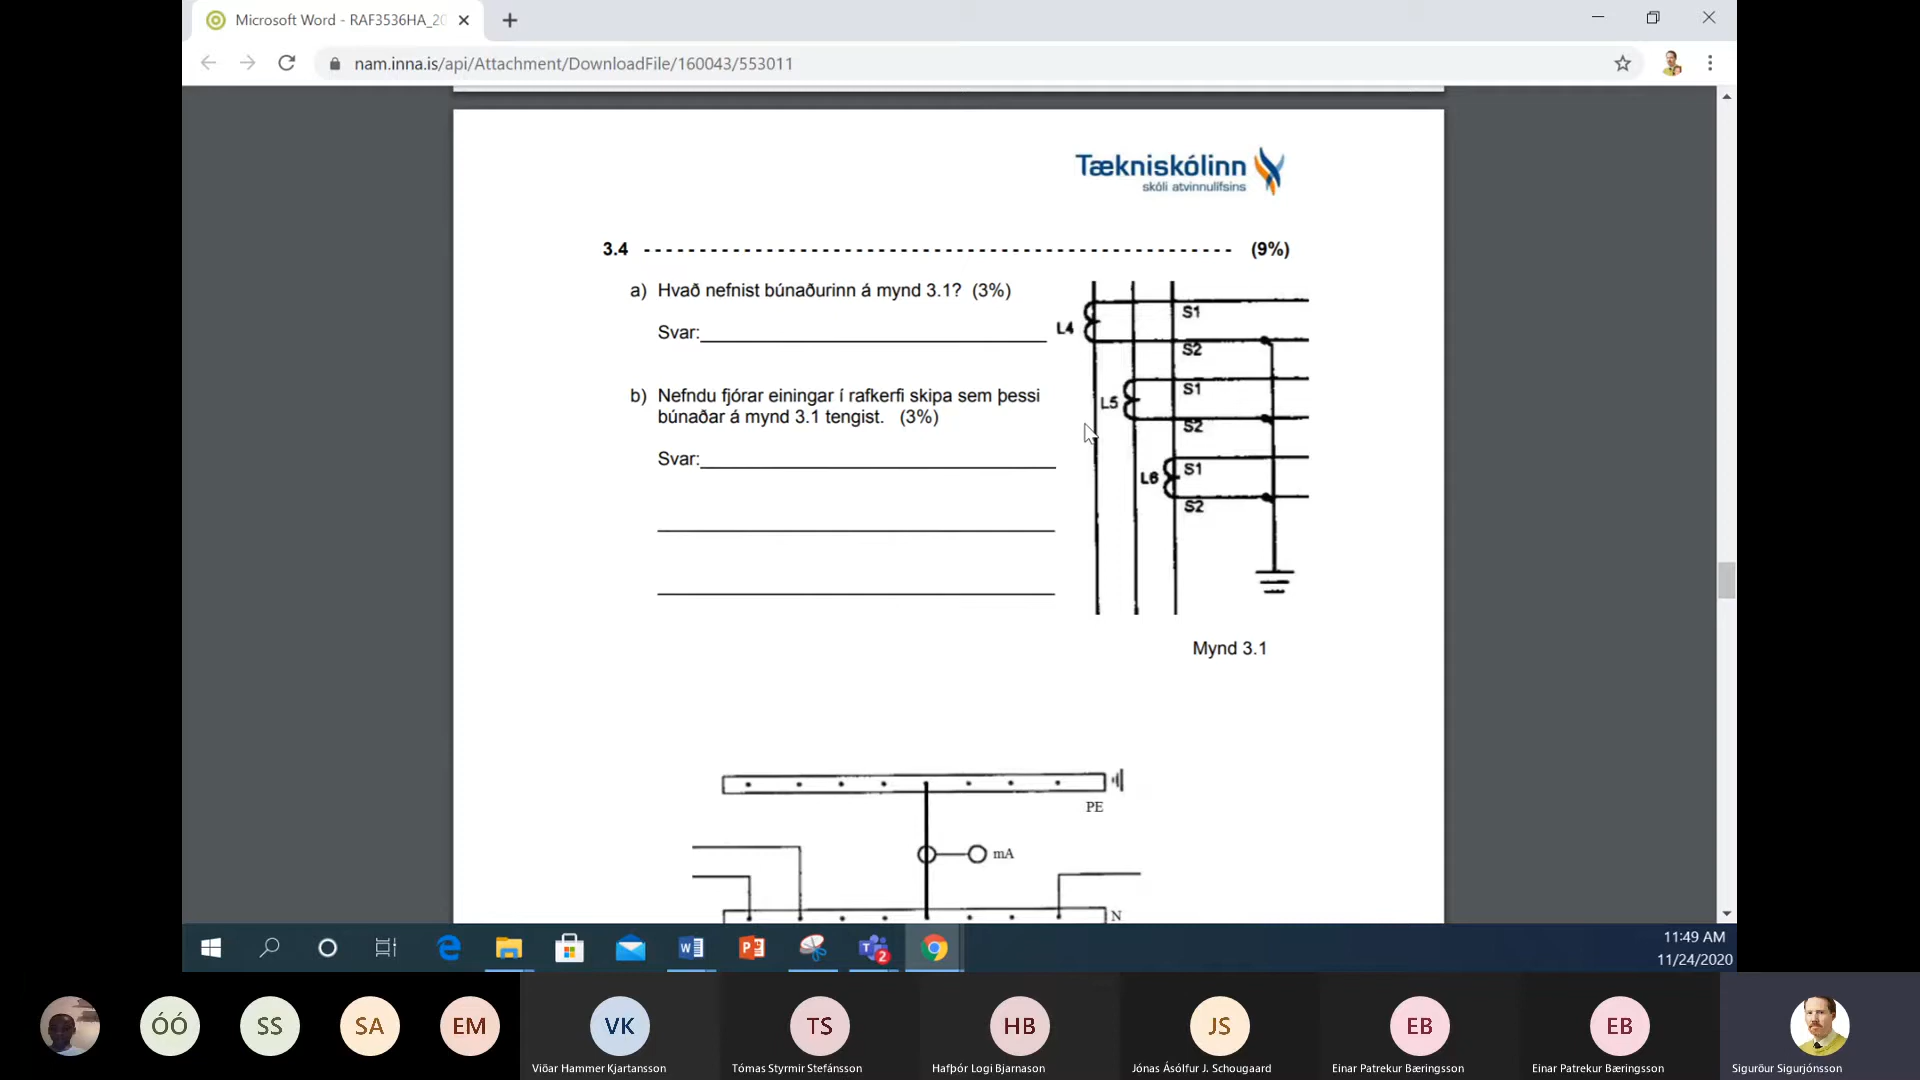 Microsoft Word - RAF3536HA_20
nam.inna.is/api/Attachment/DownloadFile/160043/553011
Tækniskólinn
skóli atvinnulífsins
3.4 (9%)
a) Hvað nefnist búnaðurinn á mynd 3.1? (3%)
Svar:
b) Nefndu fjórar einingar í rafkerfi skipa sem þessi
búnaðar á mynd 3.1 tengist. (3%)
Svar:
L4
S1
S2
L5
S1
S2
L6
S1
S2
Mynd 3.1
PE
mA
N
2
11:49 AM
11/24/2020
ÓÓ
SS
SA
EM
VK
Viðar Hammer Kjartansson
TS
Tómas Styrmir Stefánsson
HB
Hafþór Logi Bjarnason
JS
Jónas Ásólfur J. Schougaard
EB
Einar Patrekur Bæringsson
EB
Einar Patrekur Bæringsson
Sigurður Sigurjónsson